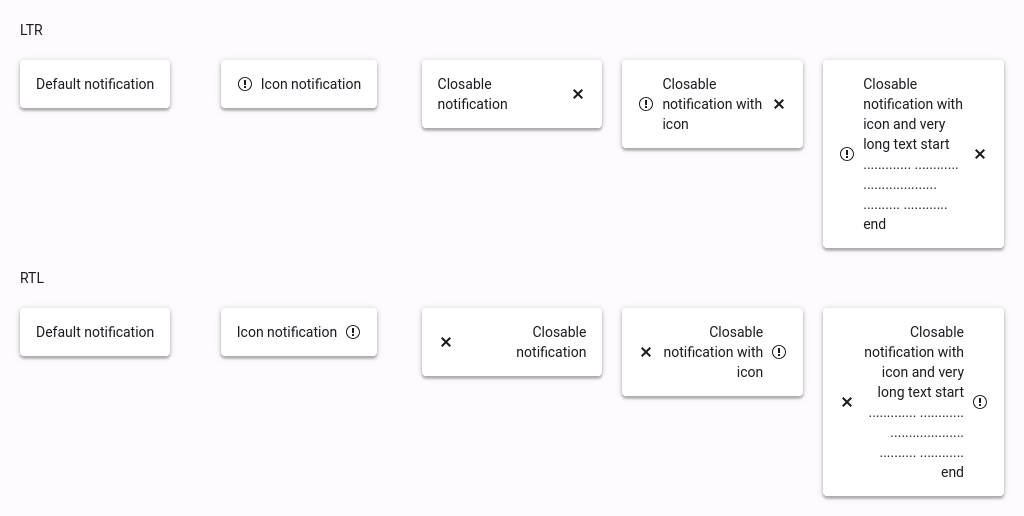 LTR
Default notification
Icon notification
Closable
notification
Closable
notification with
icon
Closable
notification with
icon and very
long text start
............. ............
....................
.......... ............
end
RTL
Default notification
Icon notification
Closable
notification
Closable
notification with
icon
Closable
notification with
icon and very
long text start
............. ............
....................
.......... ............
end